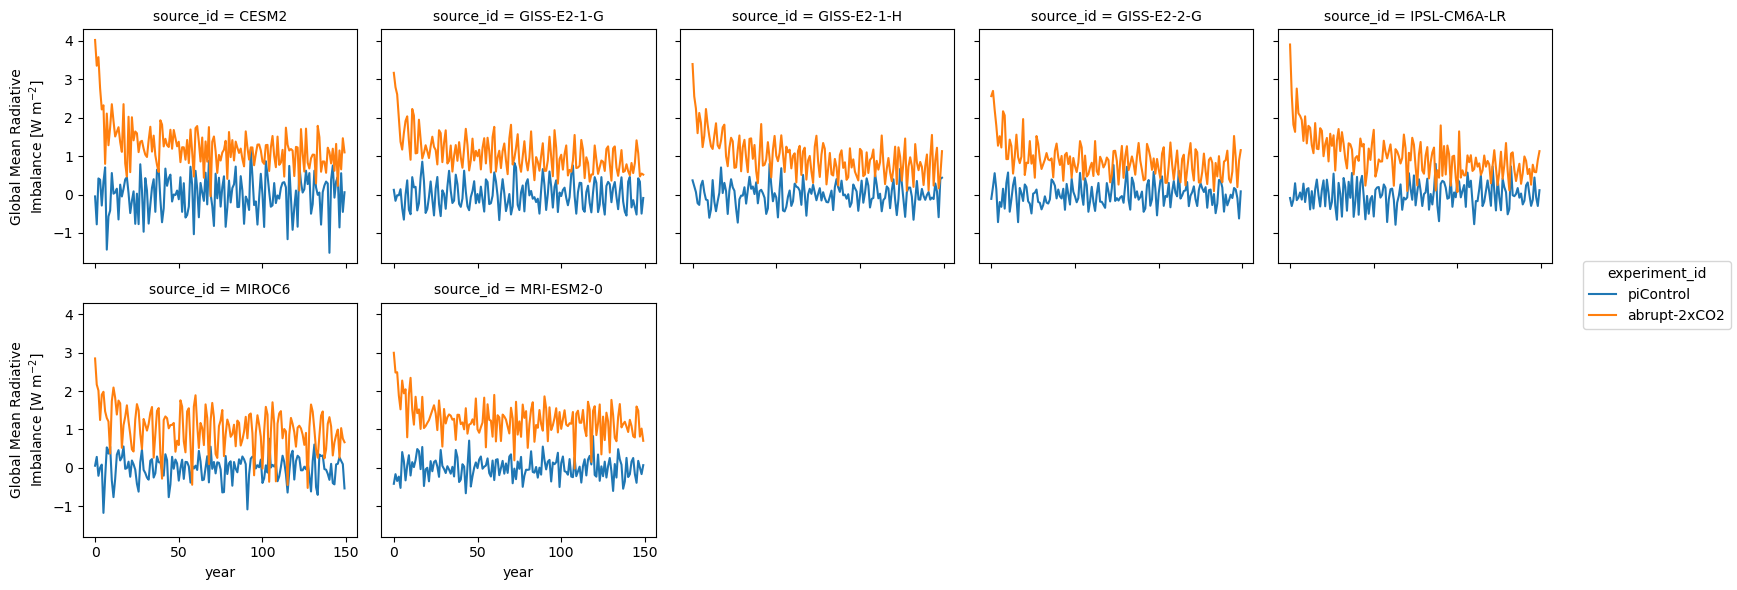 source_id = CESM2
source_id = GISS-E2-1-G
source_id = GISS-E2-1-H
source_id = GISS-E2-2-G
source_id = IPSL-CM6A-LR
Global Mean Radiative
Imbalance [W m⁻²]
4
3
2
1
0
−1
source_id = MIROC6
source_id = MRI-ESM2-0
Global Mean Radiative
Imbalance [W m⁻²]
4
3
2
1
0
−1
0 50 100 150
year
0 50 100 150
year
experiment_id
piControl
abrupt-2xCO2